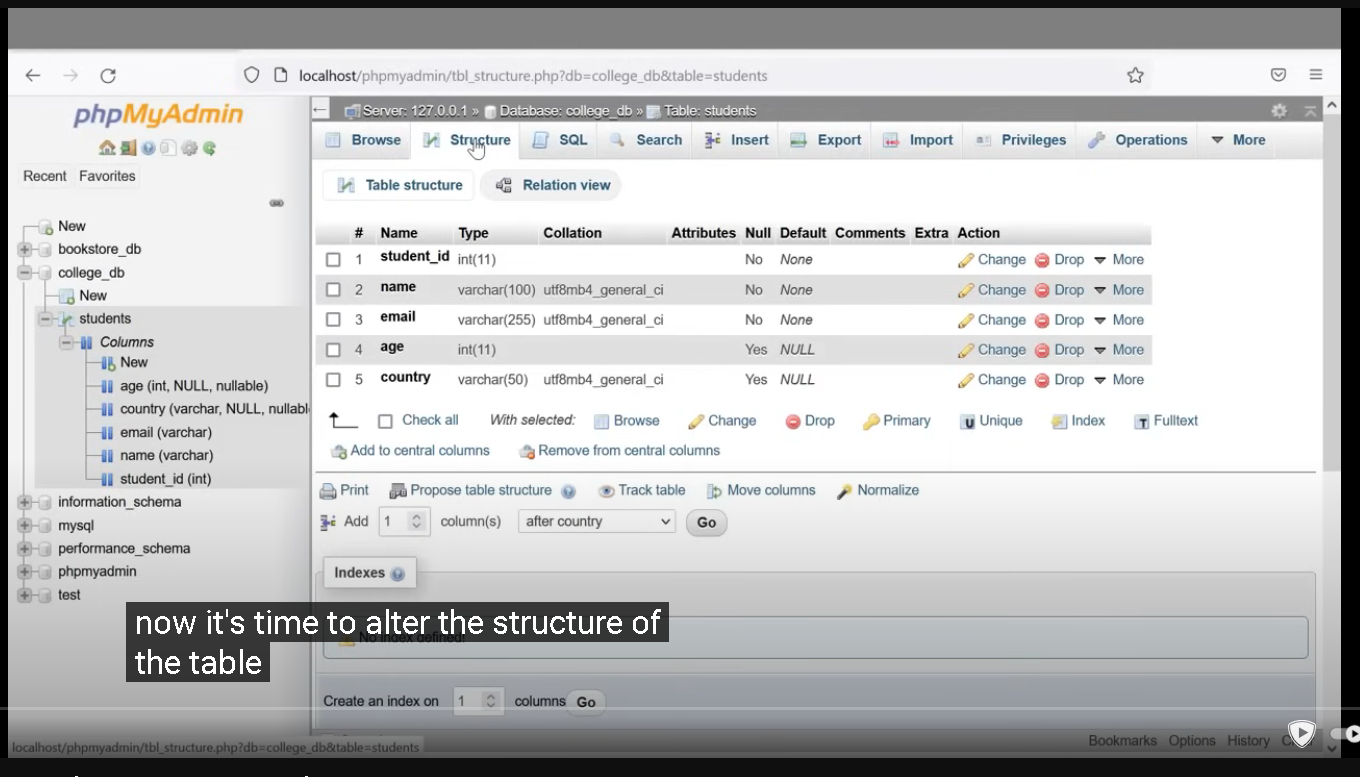 localhost/phpmyadmin/tbl_structure.php?db=college_db&table=students
phpMyAdmin
Recent Favorites
New
bookstore_db
college_db
New
students
Columns
New
age (int, NULL, nullable)
country (varchar, NULL, nullabl
email (varchar)
name (varchar)
student_id (int)
information_schema
mysql
performance_schema
phpmyadmin
test
Server: 127.0.0.1 » Database: college_db » Table: students
Browse Structure SQL Search Insert Export Import Privileges Operations More
Table structure Relation view
# Name Type Collation Attributes Null Default Comments Extra Action
1 student_id int(11) No None Change Drop More
2 name varchar(100) utf8mb4_general_ci No None Change Drop More
3 email varchar(255) utf8mb4_general_ci No None Change Drop More
4 age int(11) Yes NULL Change Drop More
5 country varchar(50) utf8mb4_general_ci Yes NULL Change Drop More
Check all With selected: Browse Change Drop Primary Unique Index Fulltext
Add to central columns Remove from central columns
Print Propose table structure Track table Move columns Normalize
Add 1 column(s) after country Go
Indexes
No index defined!
now it's time to alter the structure of
the table
Create an index on 1 columns Go
localhost/phpmyadmin/tbl_structure.php?db=college_db&table=students
Bookmarks Options History